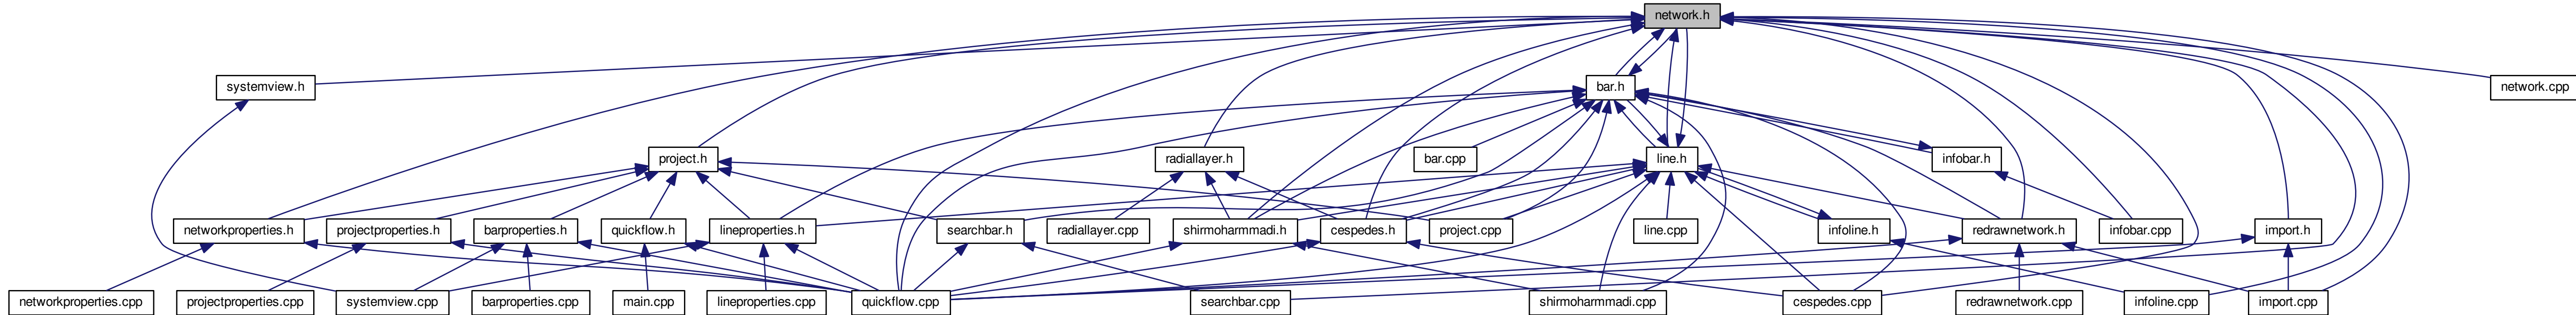 network.h
systemview.h
bar.h
network.cpp
project.h
radiallayer.h
bar.cpp
line.h
infobar.h
networkproperties.h
projectproperties.h
barproperties.h
quickflow.h
lineproperties.h
searchbar.h
radiallayer.cpp
shirmoharmmadi.h
cespedes.h
project.cpp
line.cpp
infoline.h
redrawnetwork.h
infobar.cpp
import.h
networkproperties.cpp
projectproperties.cpp
systemview.cpp
barproperties.cpp
main.cpp
lineproperties.cpp
quickflow.cpp
searchbar.cpp
shirmoharmmadi.cpp
cespedes.cpp
redrawnetwork.cpp
infoline.cpp
import.cpp